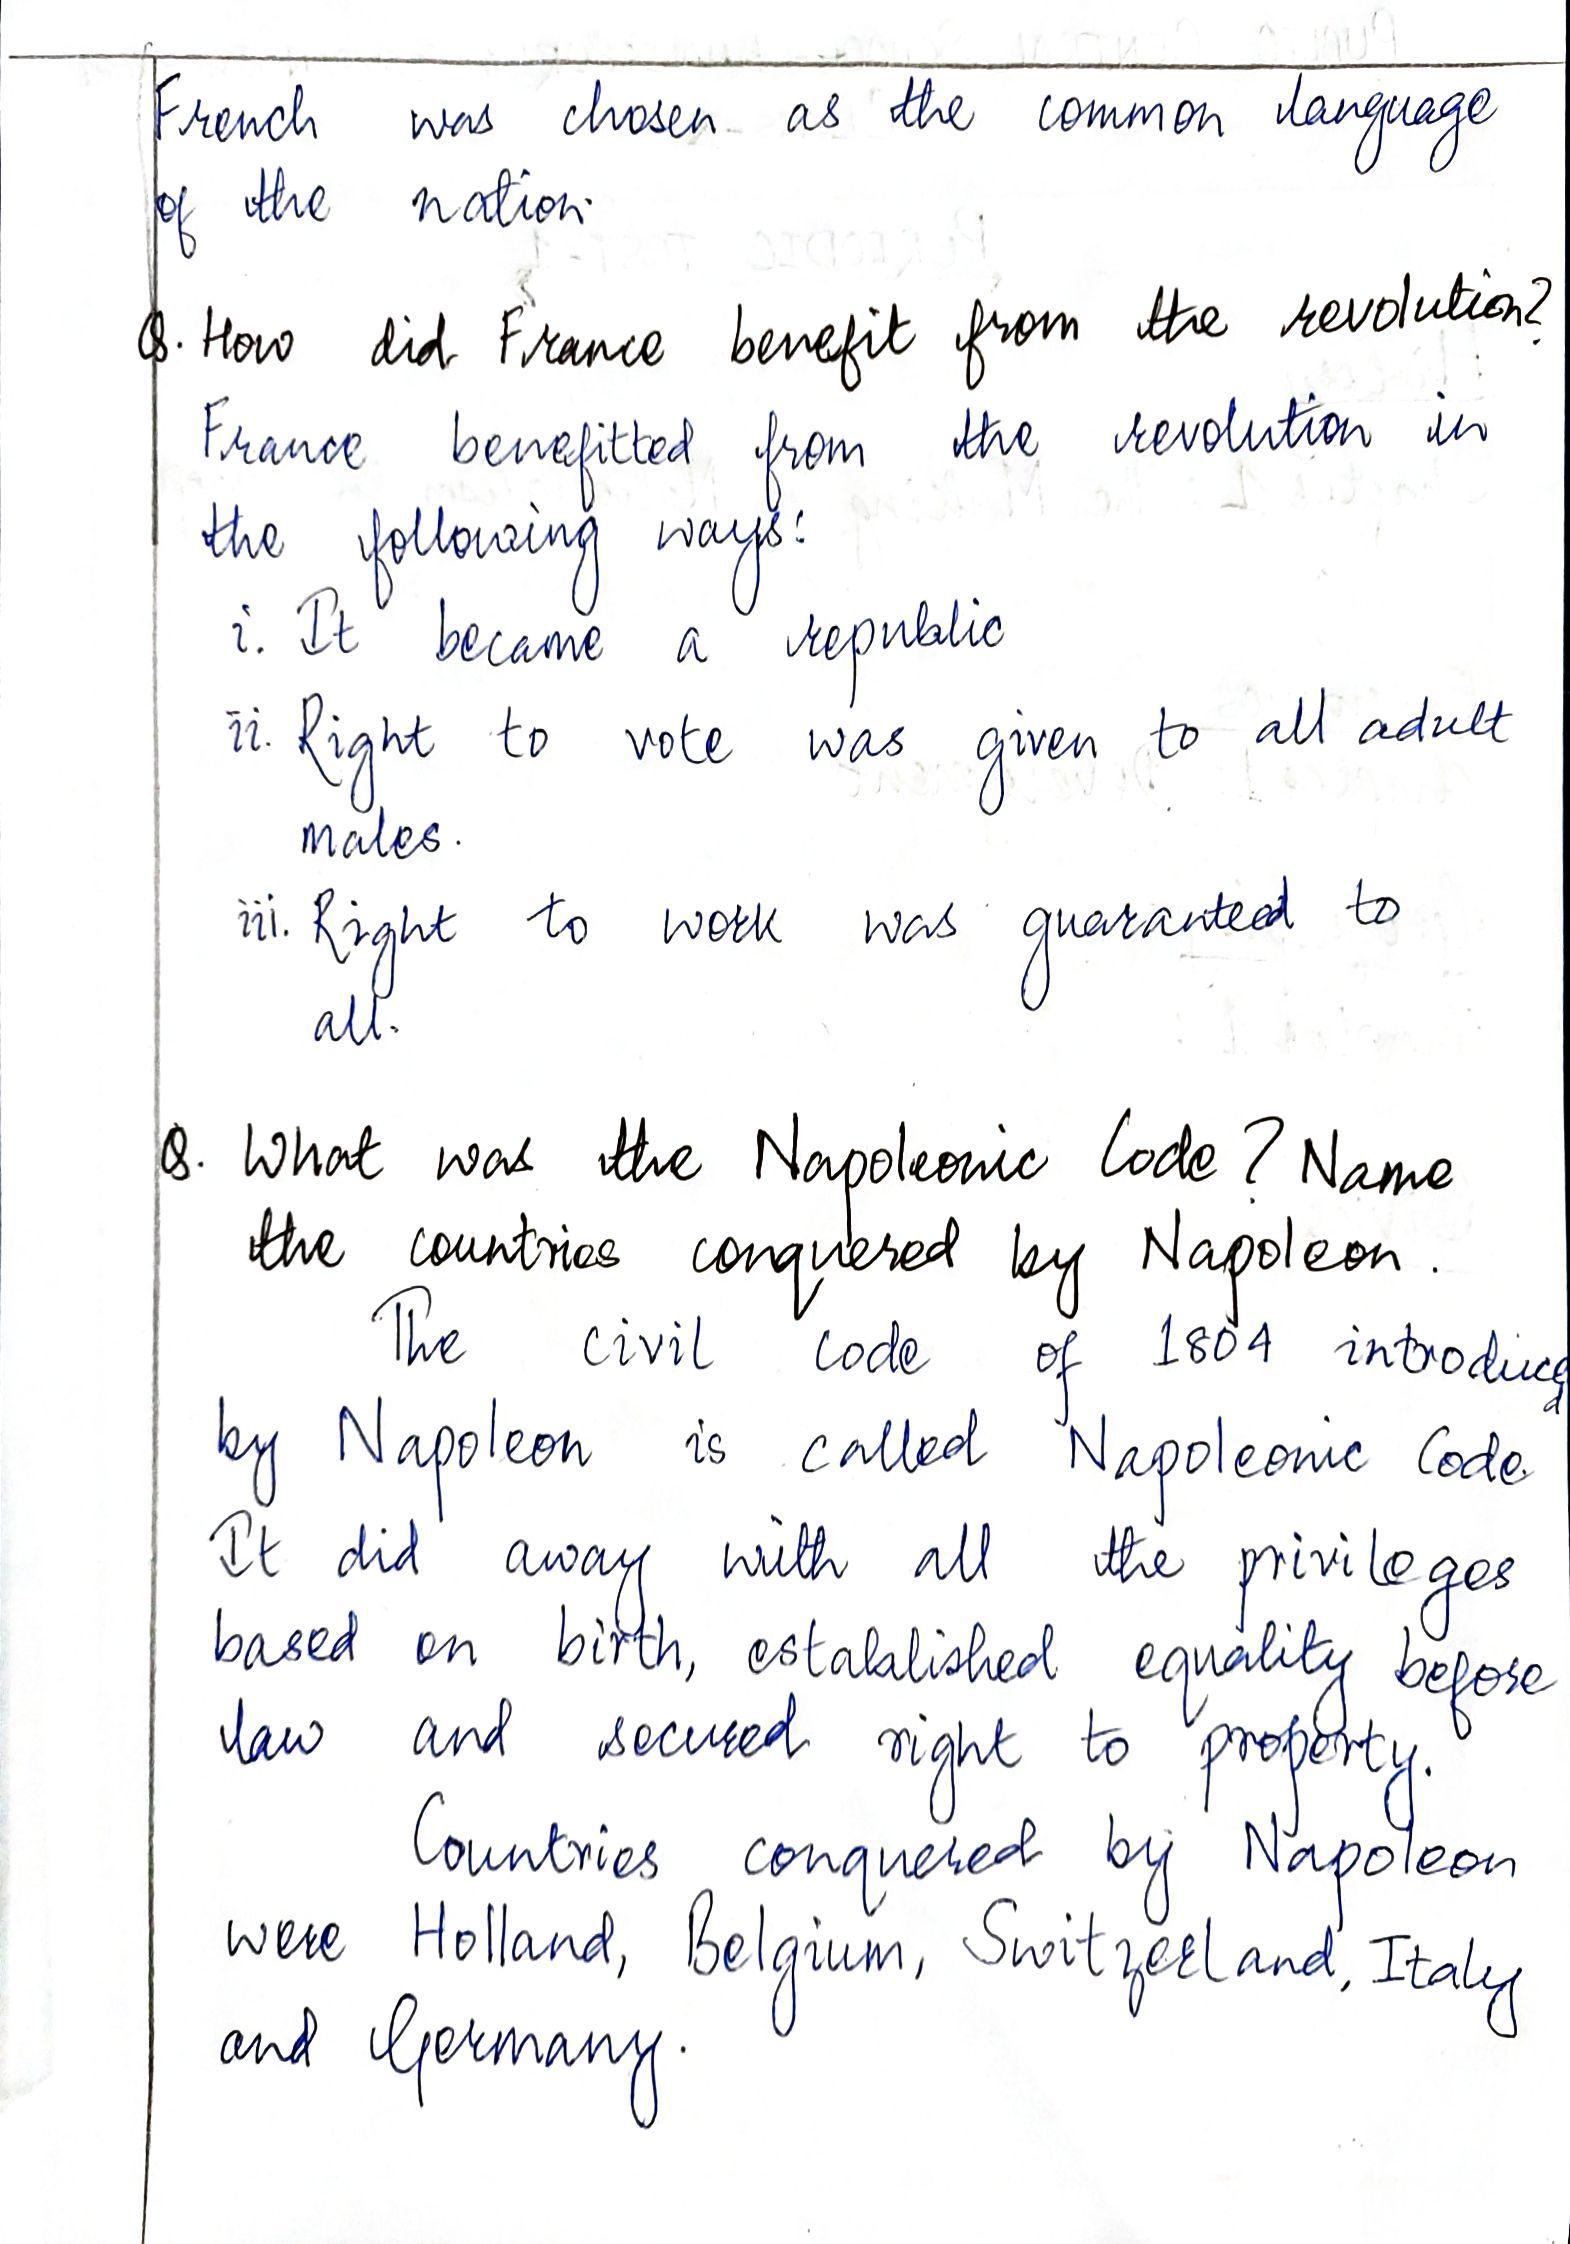 French was chosen as the common language
of the nation.
Q. How did France benefit from the revolution?
France benefitted from the revolution in
the following ways:
i. It became a republic
ii. Right to vote was given to all adult
males.
iii. Right to work was guaranteed to
all.
Q. What was the Napoleonic Code? Name
the countries conquered by Napoleon.
The civil code of 1804 introduced
by Napoleon is called Napoleonic Code.
It did away with all the privileges
based on birth, established equality before
law and secured right to property.
Countries conquered by Napoleon
were Holland, Belgium, Switzerland, Italy
and Germany.